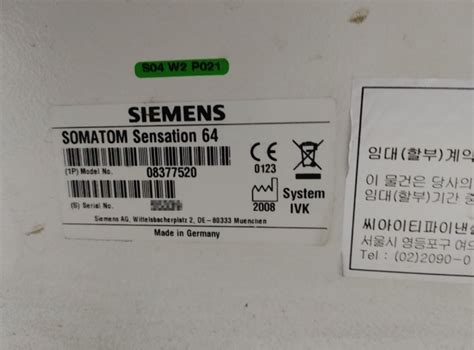 S04 W2 P021
SIEMENS
SOMATOM Sensation 64
(1P) Model No. 08377520
(S) Serial No.
CE
0123
2008
System
IVK
Siemens AG, Wittelsbacherplatz 2, DE-80333 Muenchen
Made in Germany
임대(할부)계약
이 물건은 당사의
임대(할부)기간 중
씨아이티파이낸셜
서울시 영등포구 여의
Tel : (02)2090-0